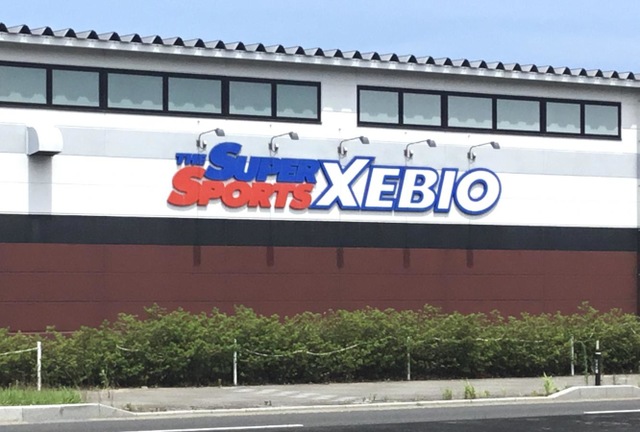 THE SUPER
SPORTS XEBIO